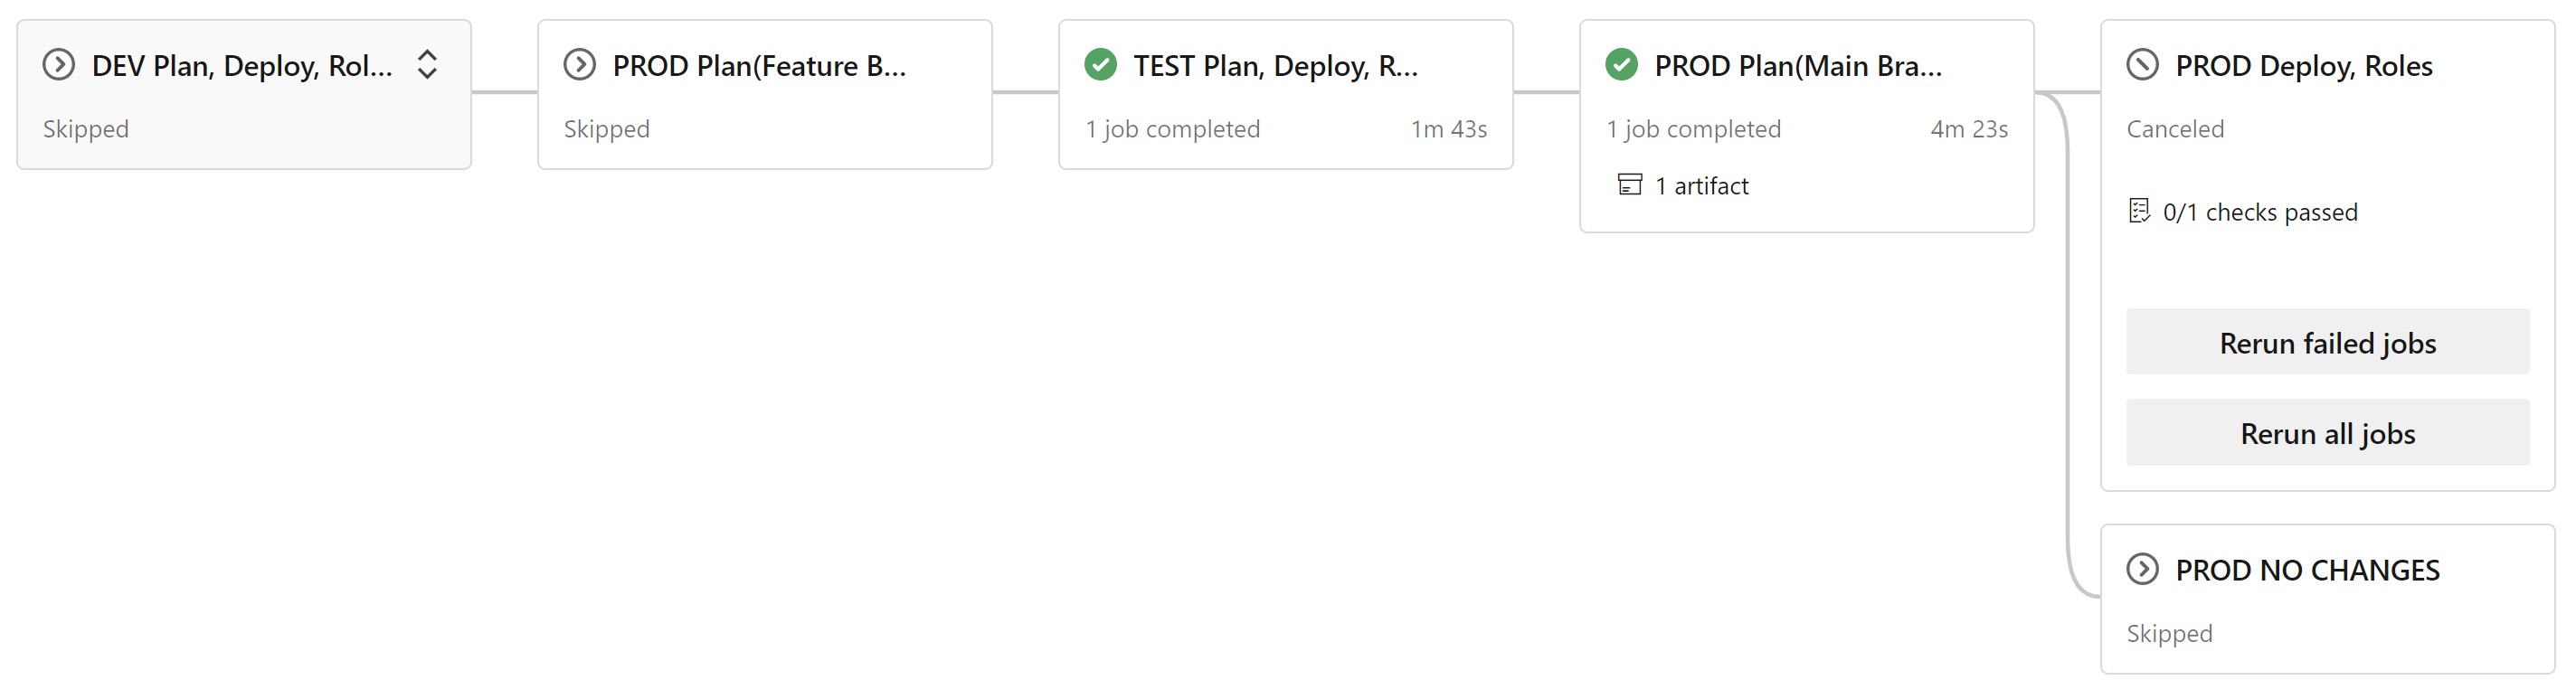 DEV Plan, Deploy, Rol...
Skipped
PROD Plan(Feature B...
Skipped
TEST Plan, Deploy, R...
1 job completed 1m 43s
PROD Plan(Main Bra...
1 job completed 4m 23s
1 artifact
PROD Deploy, Roles
Canceled
0/1 checks passed
Rerun failed jobs
Rerun all jobs
PROD NO CHANGES
Skipped